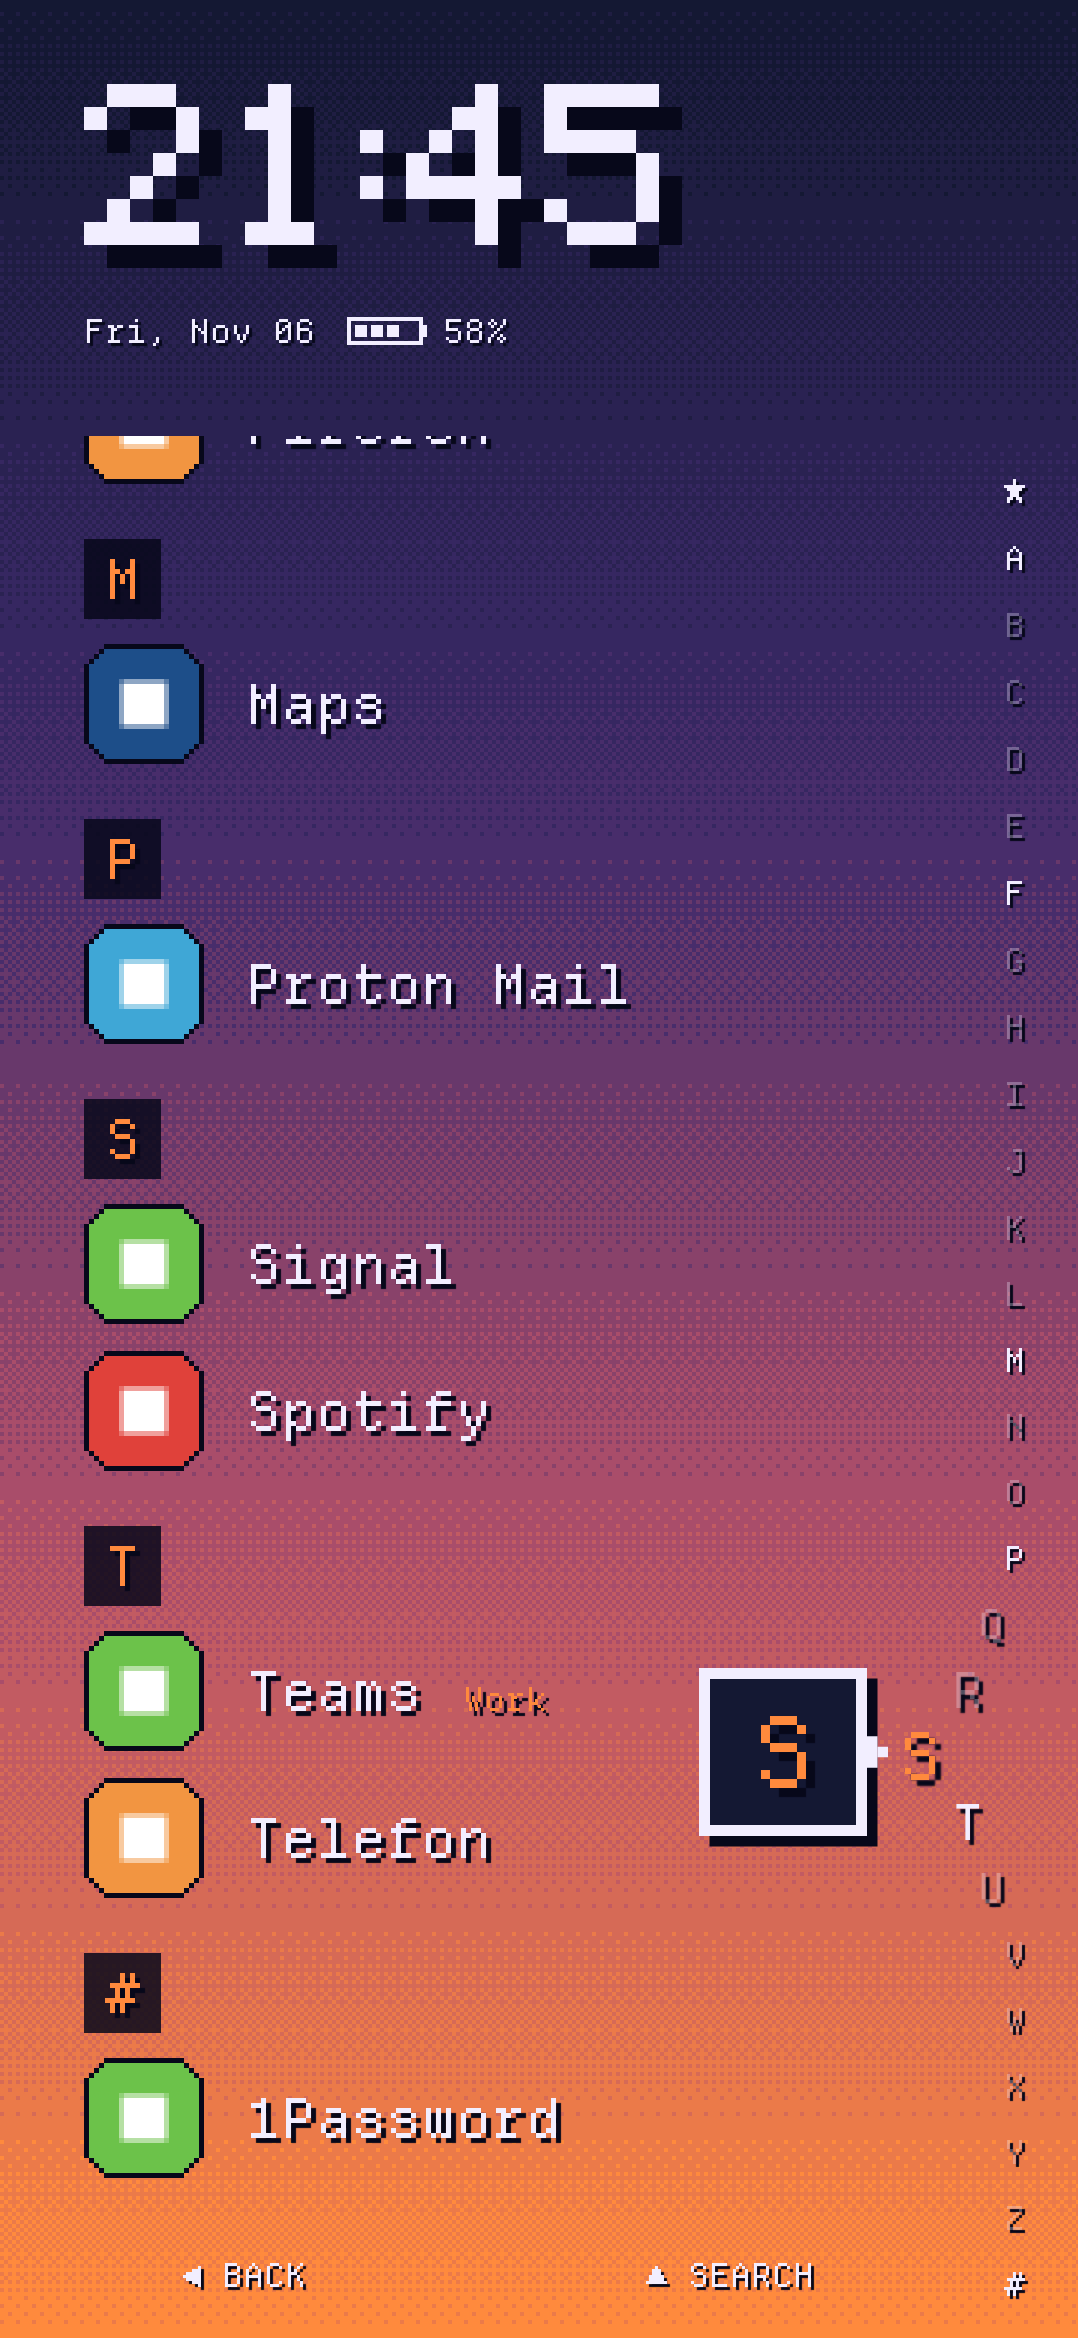 21:45
Fri, Nov 06 58%
M
Maps
P
Proton Mail
S
Signal
Spotify
T
Teams Work
Telefon
#
1Password
S
★
A
B
C
D
E
F
G
H
I
J
K
L
M
N
O
P
Q
R
S
T
U
V
W
X
Y
Z
#
◀ BACK
▲ SEARCH